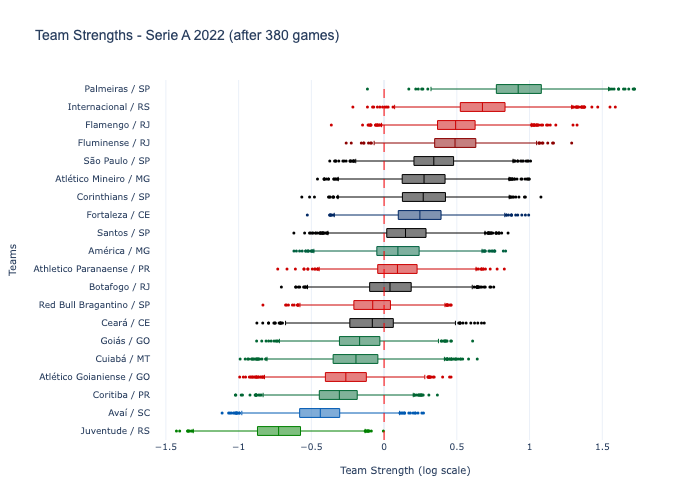 Team Strengths - Serie A 2022 (after 380 games)
Palmeiras / SP
Internacional / RS
Flamengo / RJ
Fluminense / RJ
São Paulo / SP
Atlético Mineiro / MG
Corinthians / SP
Fortaleza / CE
Santos / SP
América / MG
Athletico Paranaense / PR
Botafogo / RJ
Red Bull Bragantino / SP
Ceará / CE
Goiás / GO
Cuiabá / MT
Atlético Goianiense / GO
Coritiba / PR
Avaí / SC
Juventude / RS
Teams
−1.5 −1 −0.5 0 0.5 1 1.5
Team Strength (log scale)